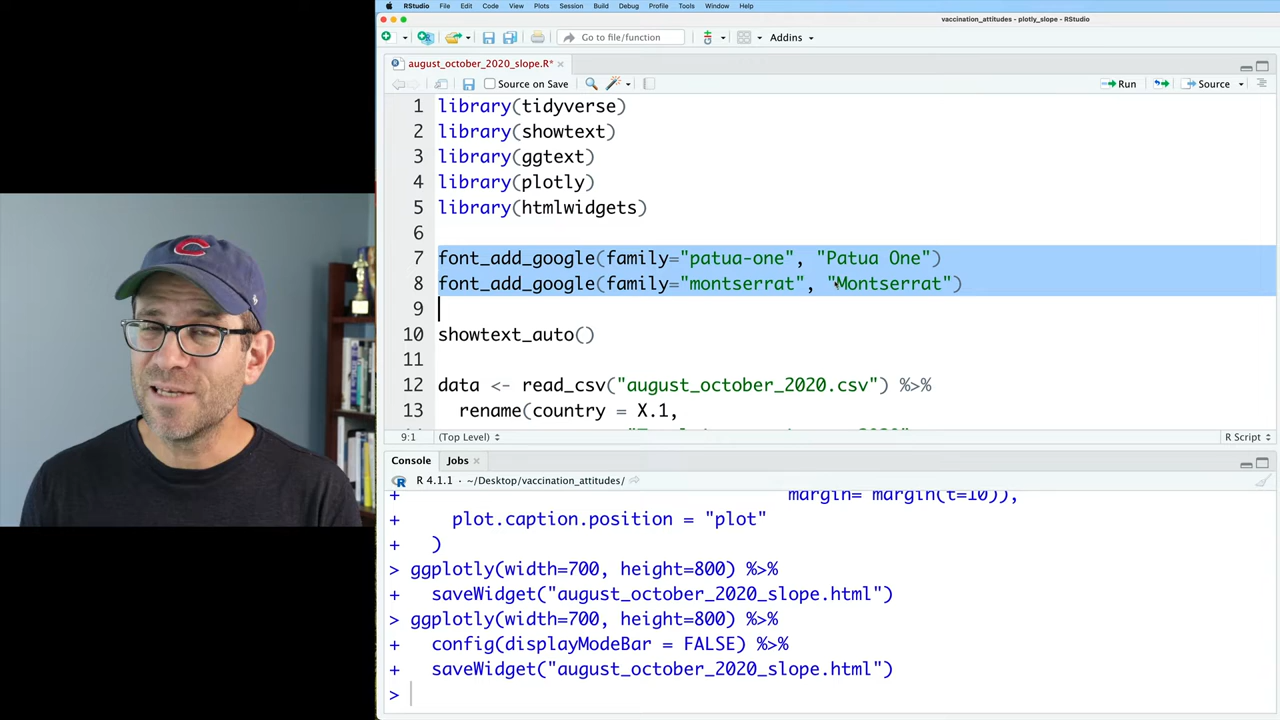 RStudio File Edit Code View Plots Session Build Debug Profile Tools Window Help
vaccination_attitudes - plotly_slope - RStudio
Go to file/function Addins
august_october_2020_slope.R*
Source on Save Run Source
1 library(tidyverse)
2 library(showtext)
3 library(ggtext)
4 library(plotly)
5 library(htmlwidgets)
6
7 font_add_google(family="patua-one", "Patua One")
8 font_add_google(family="montserrat", "Montserrat")
9
10 showtext_auto()
11
12 data <- read_csv("august_october_2020.csv") %>%
13 rename(country = X.1,
9:1 (Top Level) R Script
Console Jobs
R 4.1.1 · ~/Desktop/vaccination_attitudes/
+ margin= margin(t=10)),
+ plot.caption.position = "plot"
+ )
> ggplotly(width=700, height=800) %>%
+ saveWidget("august_october_2020_slope.html")
> ggplotly(width=700, height=800) %>%
+ config(displayModeBar = FALSE) %>%
+ saveWidget("august_october_2020_slope.html")
>
C